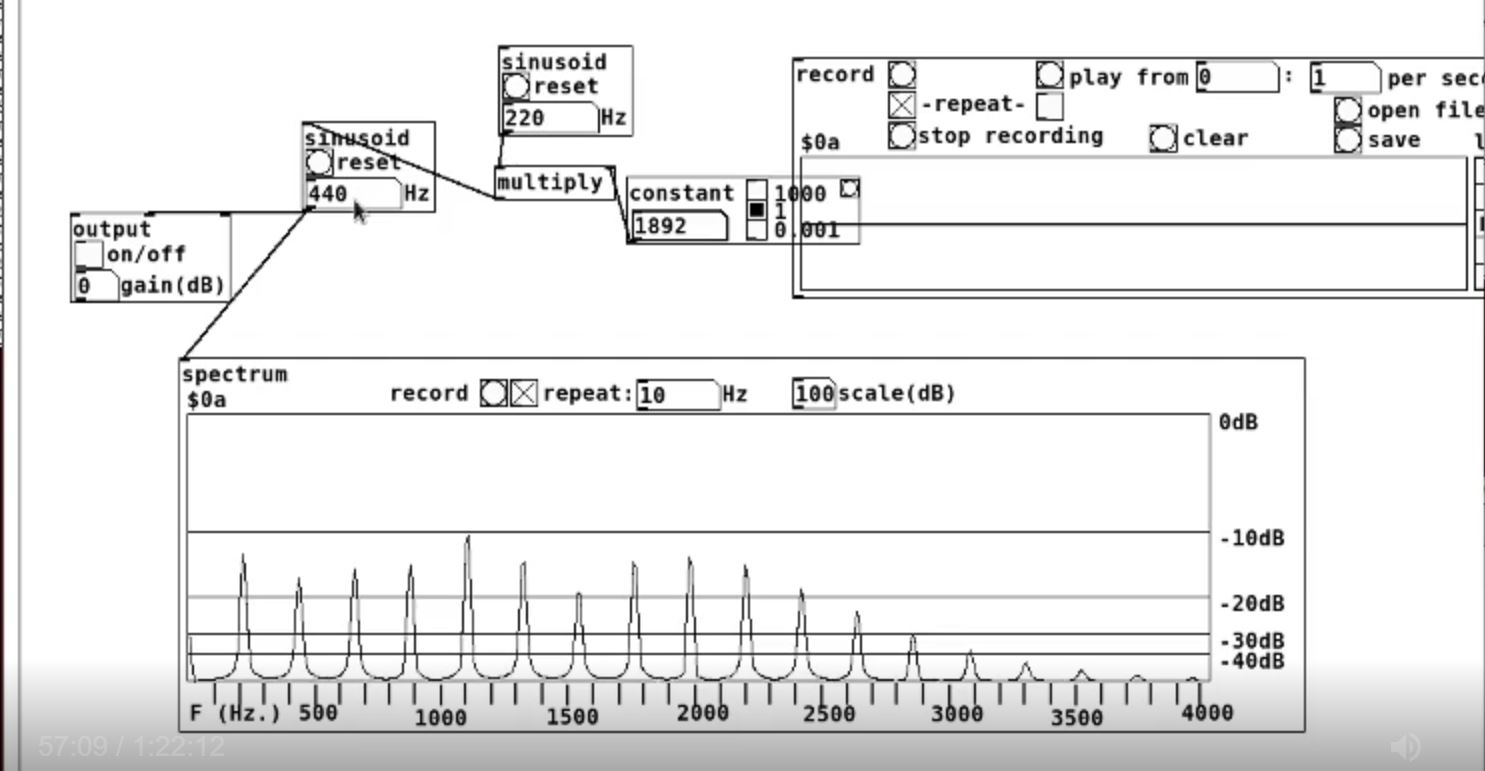 sinusoid
reset
220 Hz
sinusoid
reset
440 Hz
multiply
constant 1000
1
1892 0.001
output
on/off
0 gain(dB)
record play from 0 : 1 per sec
-repeat- open file
stop recording clear save
$0a
spectrum
$0a
record repeat: 10 Hz 100 scale(dB)
0dB
-10dB
-20dB
-30dB
-40dB
F (Hz.) 500 1000 1500 2000 2500 3000 3500 4000
57:09 / 1:22:12